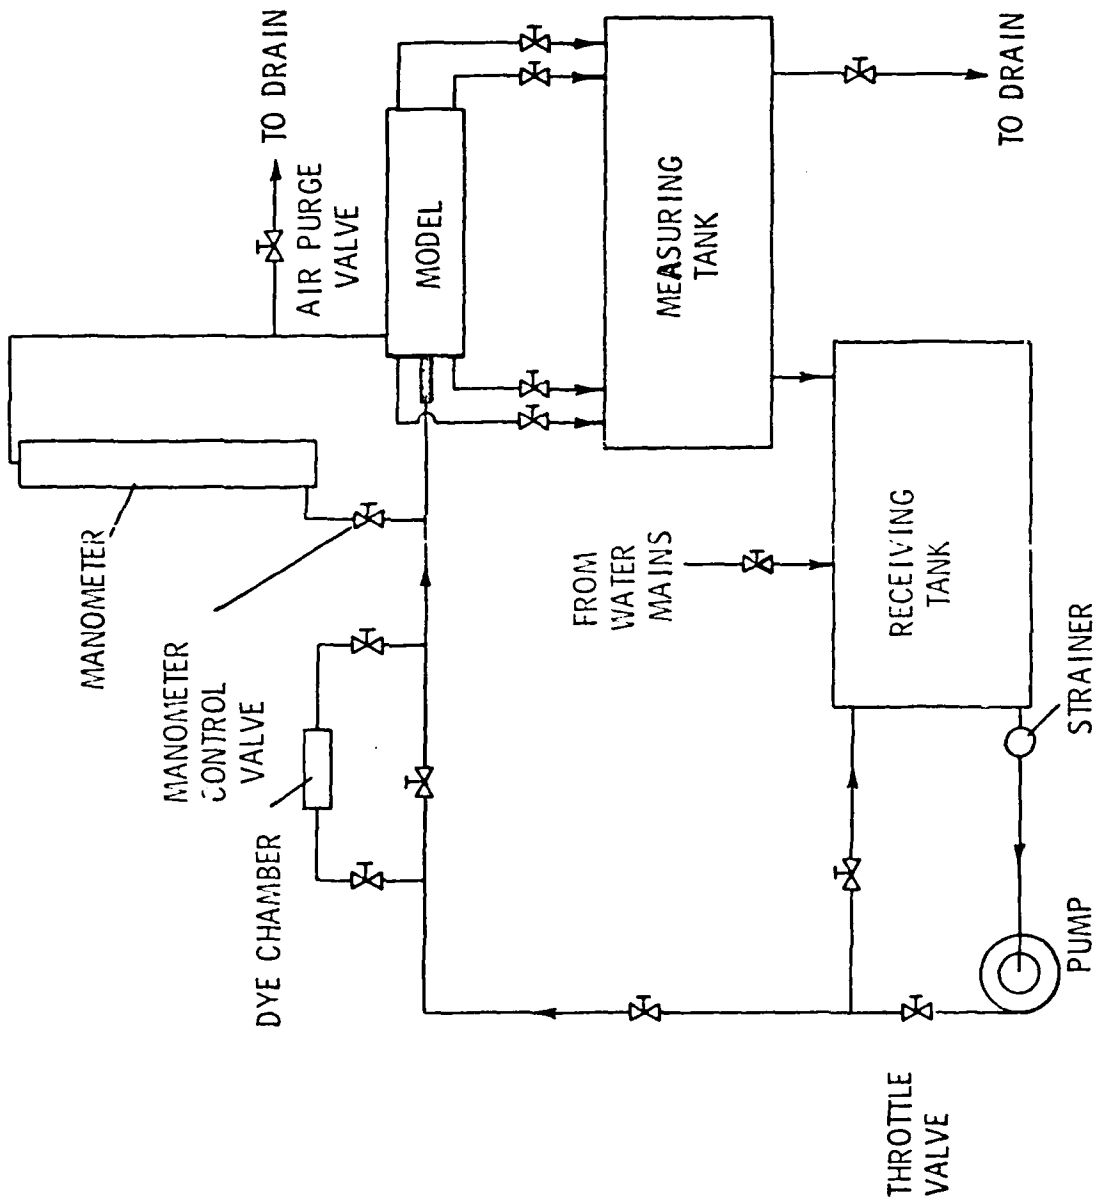 TO DRAIN
AIR PURGE
VALVE
MODEL
MANOMETER
MANOMETER
CONTROL
VALVE
DYE CHAMBER
MEASURING
TANK
TO DRAIN
FROM
WATER
MAINS
RECEIVING
TANK
STRAINER
PUMP
THROTTLE
VALVE